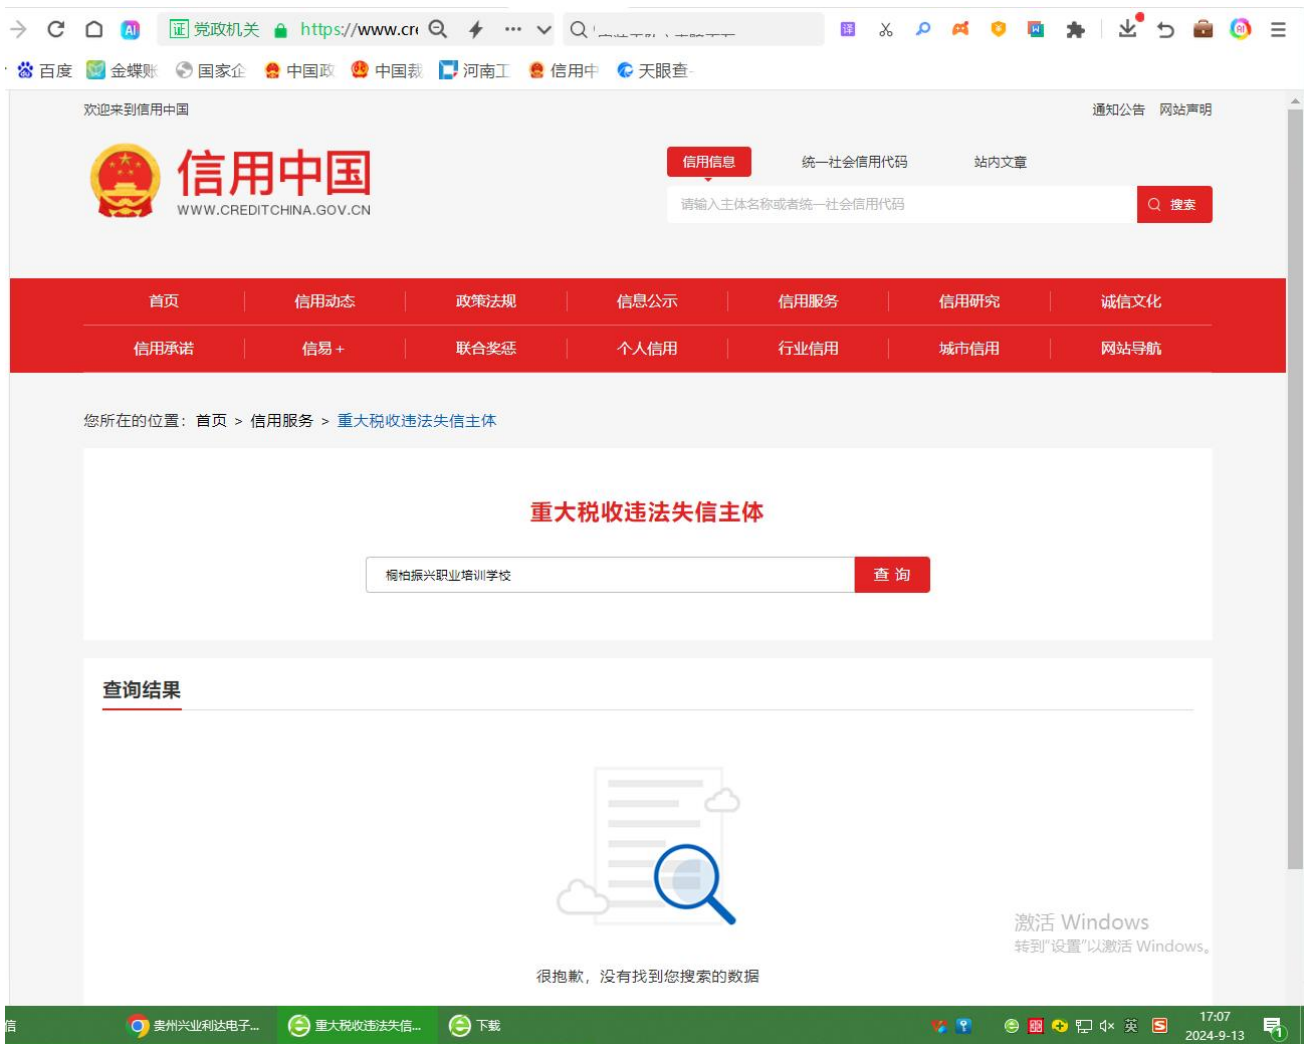 证 党政机关 https://www.cre
百度 金蝶账 国家企 中国政 中国裁 河南工 信用中 天眼查-
欢迎来到信用中国 通知公告 网站声明
信用中国
WWW.CREDITCHINA.GOV.CN
信用信息 统一社会信用代码 站内文章
请输入主体名称或者统一社会信用代码 搜索
首页 信用动态 政策法规 信息公示 信用服务 信用研究 诚信文化
信用承诺 信易+ 联合奖惩 个人信用 行业信用 城市信用 网站导航
您所在的位置：首页 > 信用服务 > 重大税收违法失信主体
重大税收违法失信主体
桐柏振兴职业培训学校 查询
查询结果
很抱歉，没有找到您搜索的数据
激活 Windows
转到"设置"以激活 Windows。
信 贵州兴业利达电子... 重大税收违法失信... 下载 英 17:07
2024-9-13